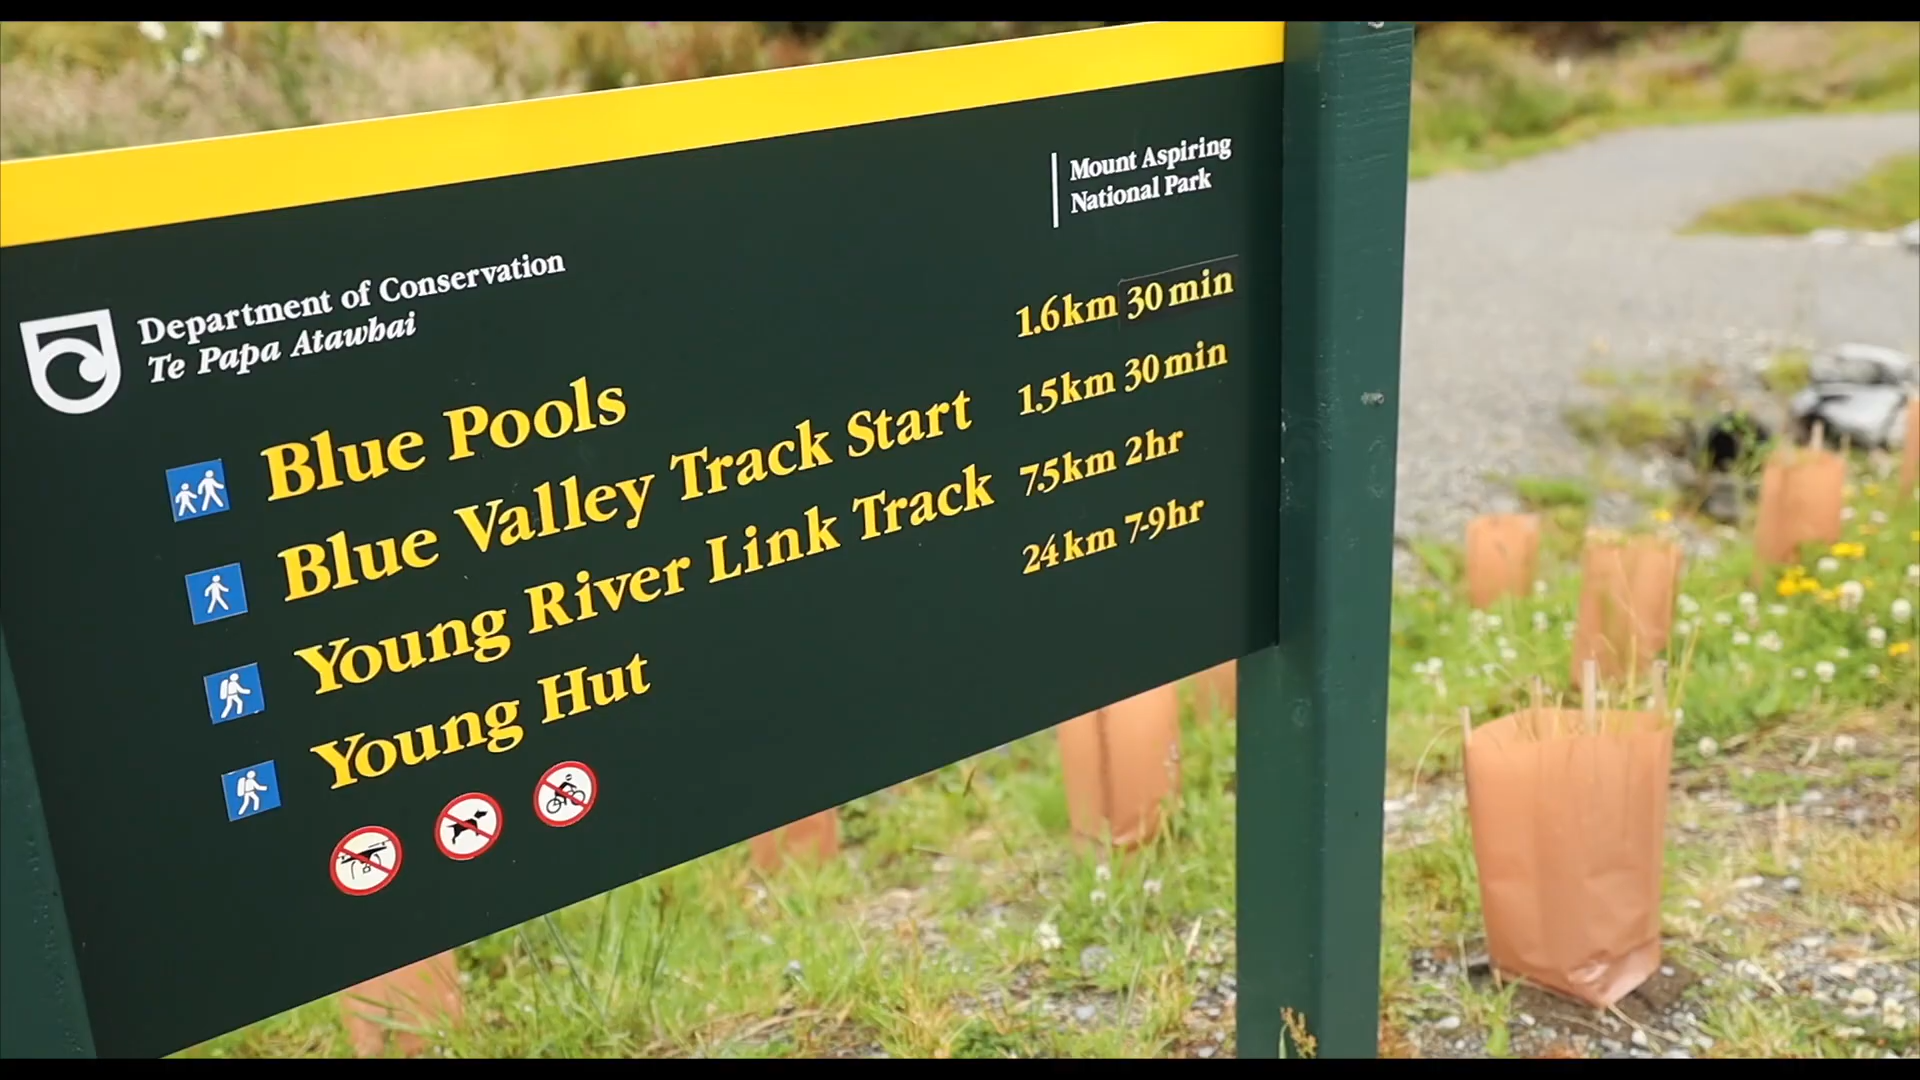 Mount Aspiring
National Park
Department of Conservation
Te Papa Atawhai
Blue Pools 1.6km 30 min
Blue Valley Track Start 1.5km 30 min
Young River Link Track 7.5km 2hr
Young Hut 24km 7-9hr